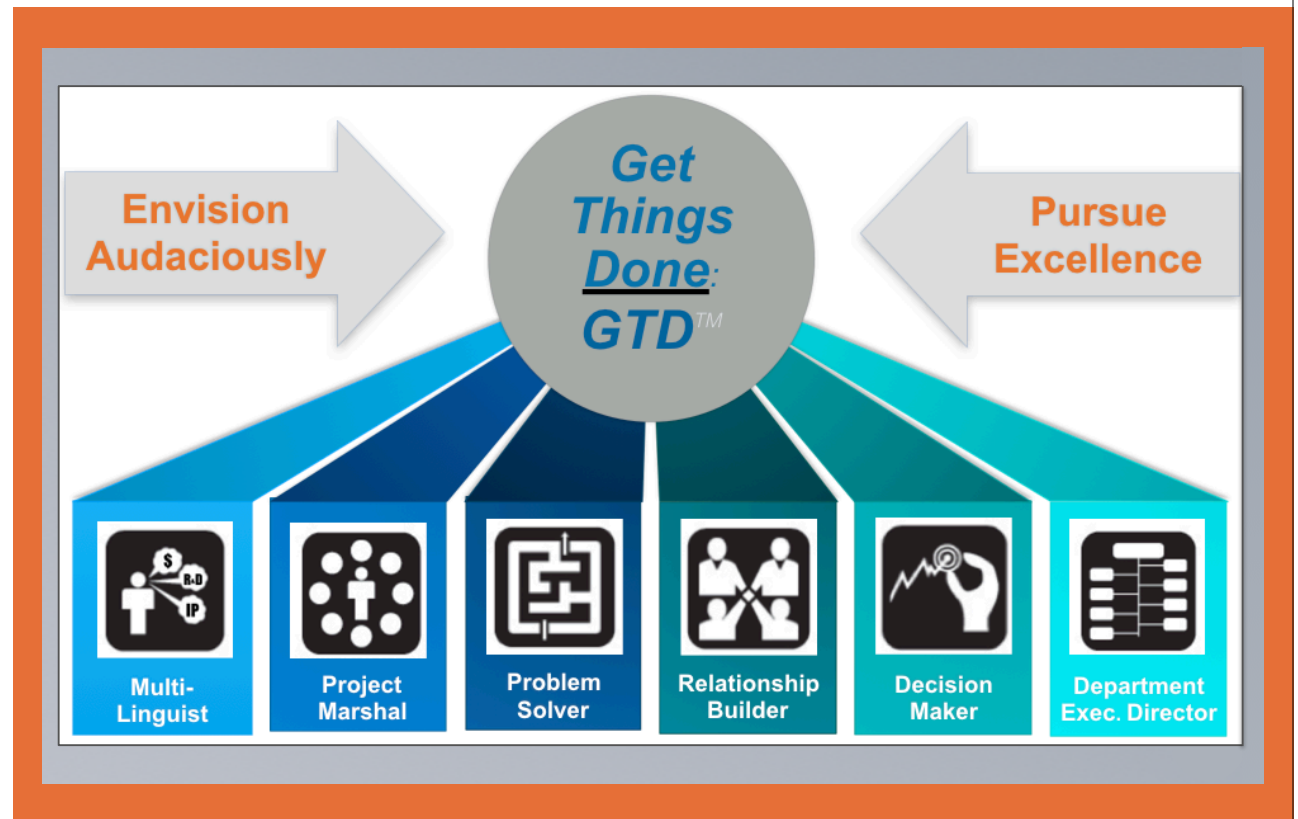 Envision
Audaciously
Get
Things
Done:
GTD™
Pursue
Excellence
$
R&D
IP
Multi-
Linguist
Project
Marshal
Problem
Solver
Relationship
Builder
Decision
Maker
Department
Exec. Director